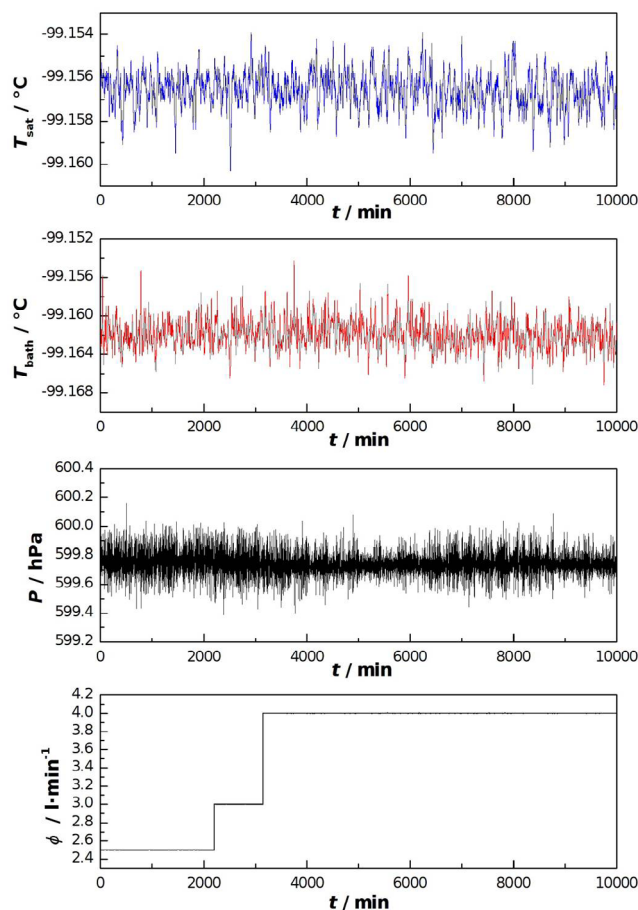 -99.154
-99.156
-99.158
-99.160
T_sat / °C
0 2000 4000 6000 8000 10000
t / min
-99.152
-99.156
-99.160
-99.164
-99.168
T_bath / °C
0 2000 4000 6000 8000 10000
t / min
600.4
600.2
600.0
599.8
599.6
599.4
599.2
P / hPa
0 2000 4000 6000 8000 10000
t / min
4.2
4.0
3.8
3.6
3.4
3.2
3.0
2.8
2.6
2.4
ϕ / l·min⁻¹
0 2000 4000 6000 8000 10000
t / min